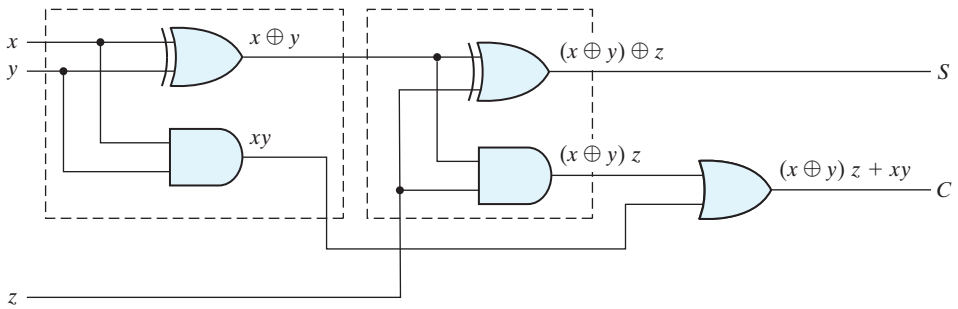 x
y
x ⊕ y
xy
(x ⊕ y) ⊕ z
S
(x ⊕ y) z
(x ⊕ y) z + xy
C
z